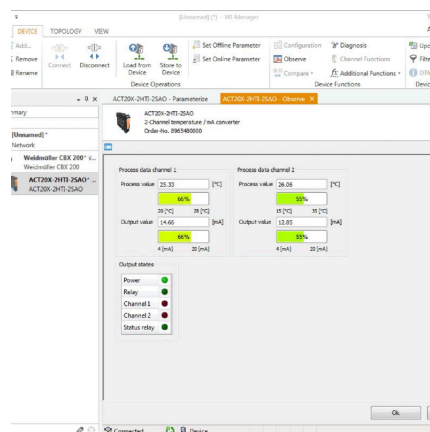 [Unnamed] (*) - WI-Manager
DEVICE TOPOLOGY VIEW
Add...
Remove
Rename
Connect Disconnect
Load from Device
Store to Device
Set Offline Parameter
Set Online Parameter
Device Operations
Configuration
Observe
Compare
Diagnosis
Channel Functions
Additional Functions
Device Functions
ACT20X-2HTI-2SAO - Parameterize
ACT20X-2HTI-2SAO - Observe X
ACT20X-2HTI-2SAO
2-Channel temperature / mA converter
Order-No. 8965480000
[Unnamed] *
Network
Weidmüller CBX 200*
Weidmüller CBX 200
ACT20X-2HTI-2SAO* ...
ACT20X-2HTI-2SAO
Process data channel 1
Process value 25.33 [°C]
66%
20 [°C] 28 [°C]
Output value 14.66 [mA]
66%
4 [mA] 20 [mA]
Process data channel 2
Process value 26.06 [°C]
55%
15 [°C] 35 [°C]
Output value 12.85 [mA]
55%
4 [mA] 20 [mA]
Output states
Power
Relay
Channel 1
Channel 2
Status relay
Ok
Connected
Device